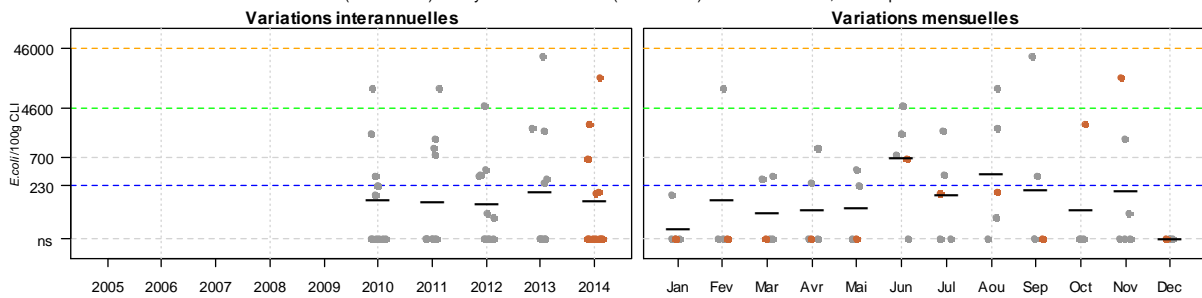 Variations interannuelles
Variations mensuelles
E.coli/100g CLI
46000
4600
700
230
ns
2005 2006 2007 2008 2009 2010 2011 2012 2013 2014
Jan Fev Mar Avr Mai Jun Jul Aou Sep Oct Nov Dec